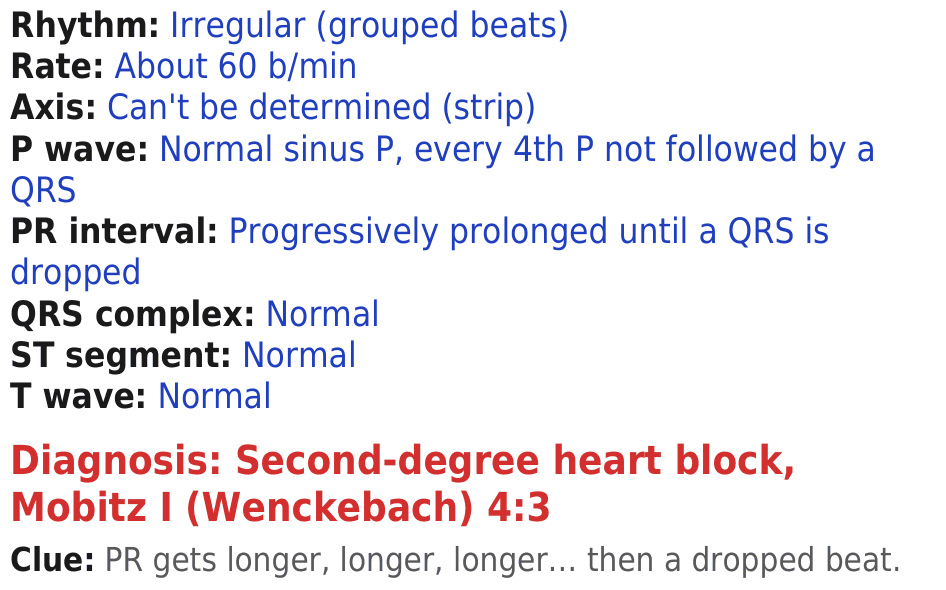 Rhythm: Irregular (grouped beats)
Rate: About 60 b/min
Axis: Can't be determined (strip)
P wave: Normal sinus P, every 4th P not followed by a
QRS
PR interval: Progressively prolonged until a QRS is
dropped
QRS complex: Normal
ST segment: Normal
T wave: Normal
Diagnosis: Second-degree heart block,
Mobitz I (Wenckebach) 4:3
Clue: PR gets longer, longer, longer... then a dropped beat.